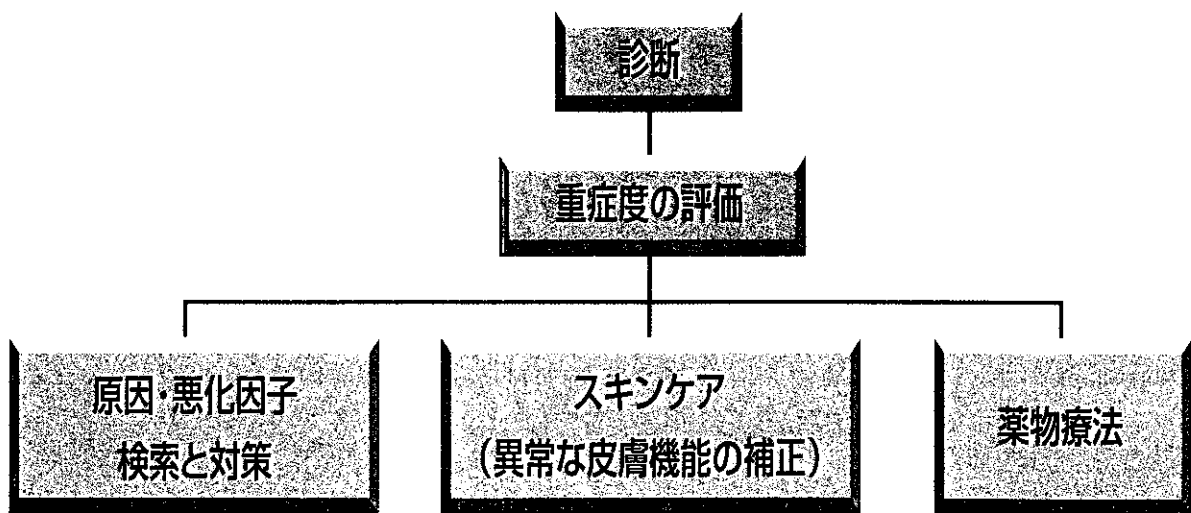 診断
重症度の評価
原因・悪化因子
検索と対策
スキンケア
(異常な皮膚機能の補正)
薬物療法